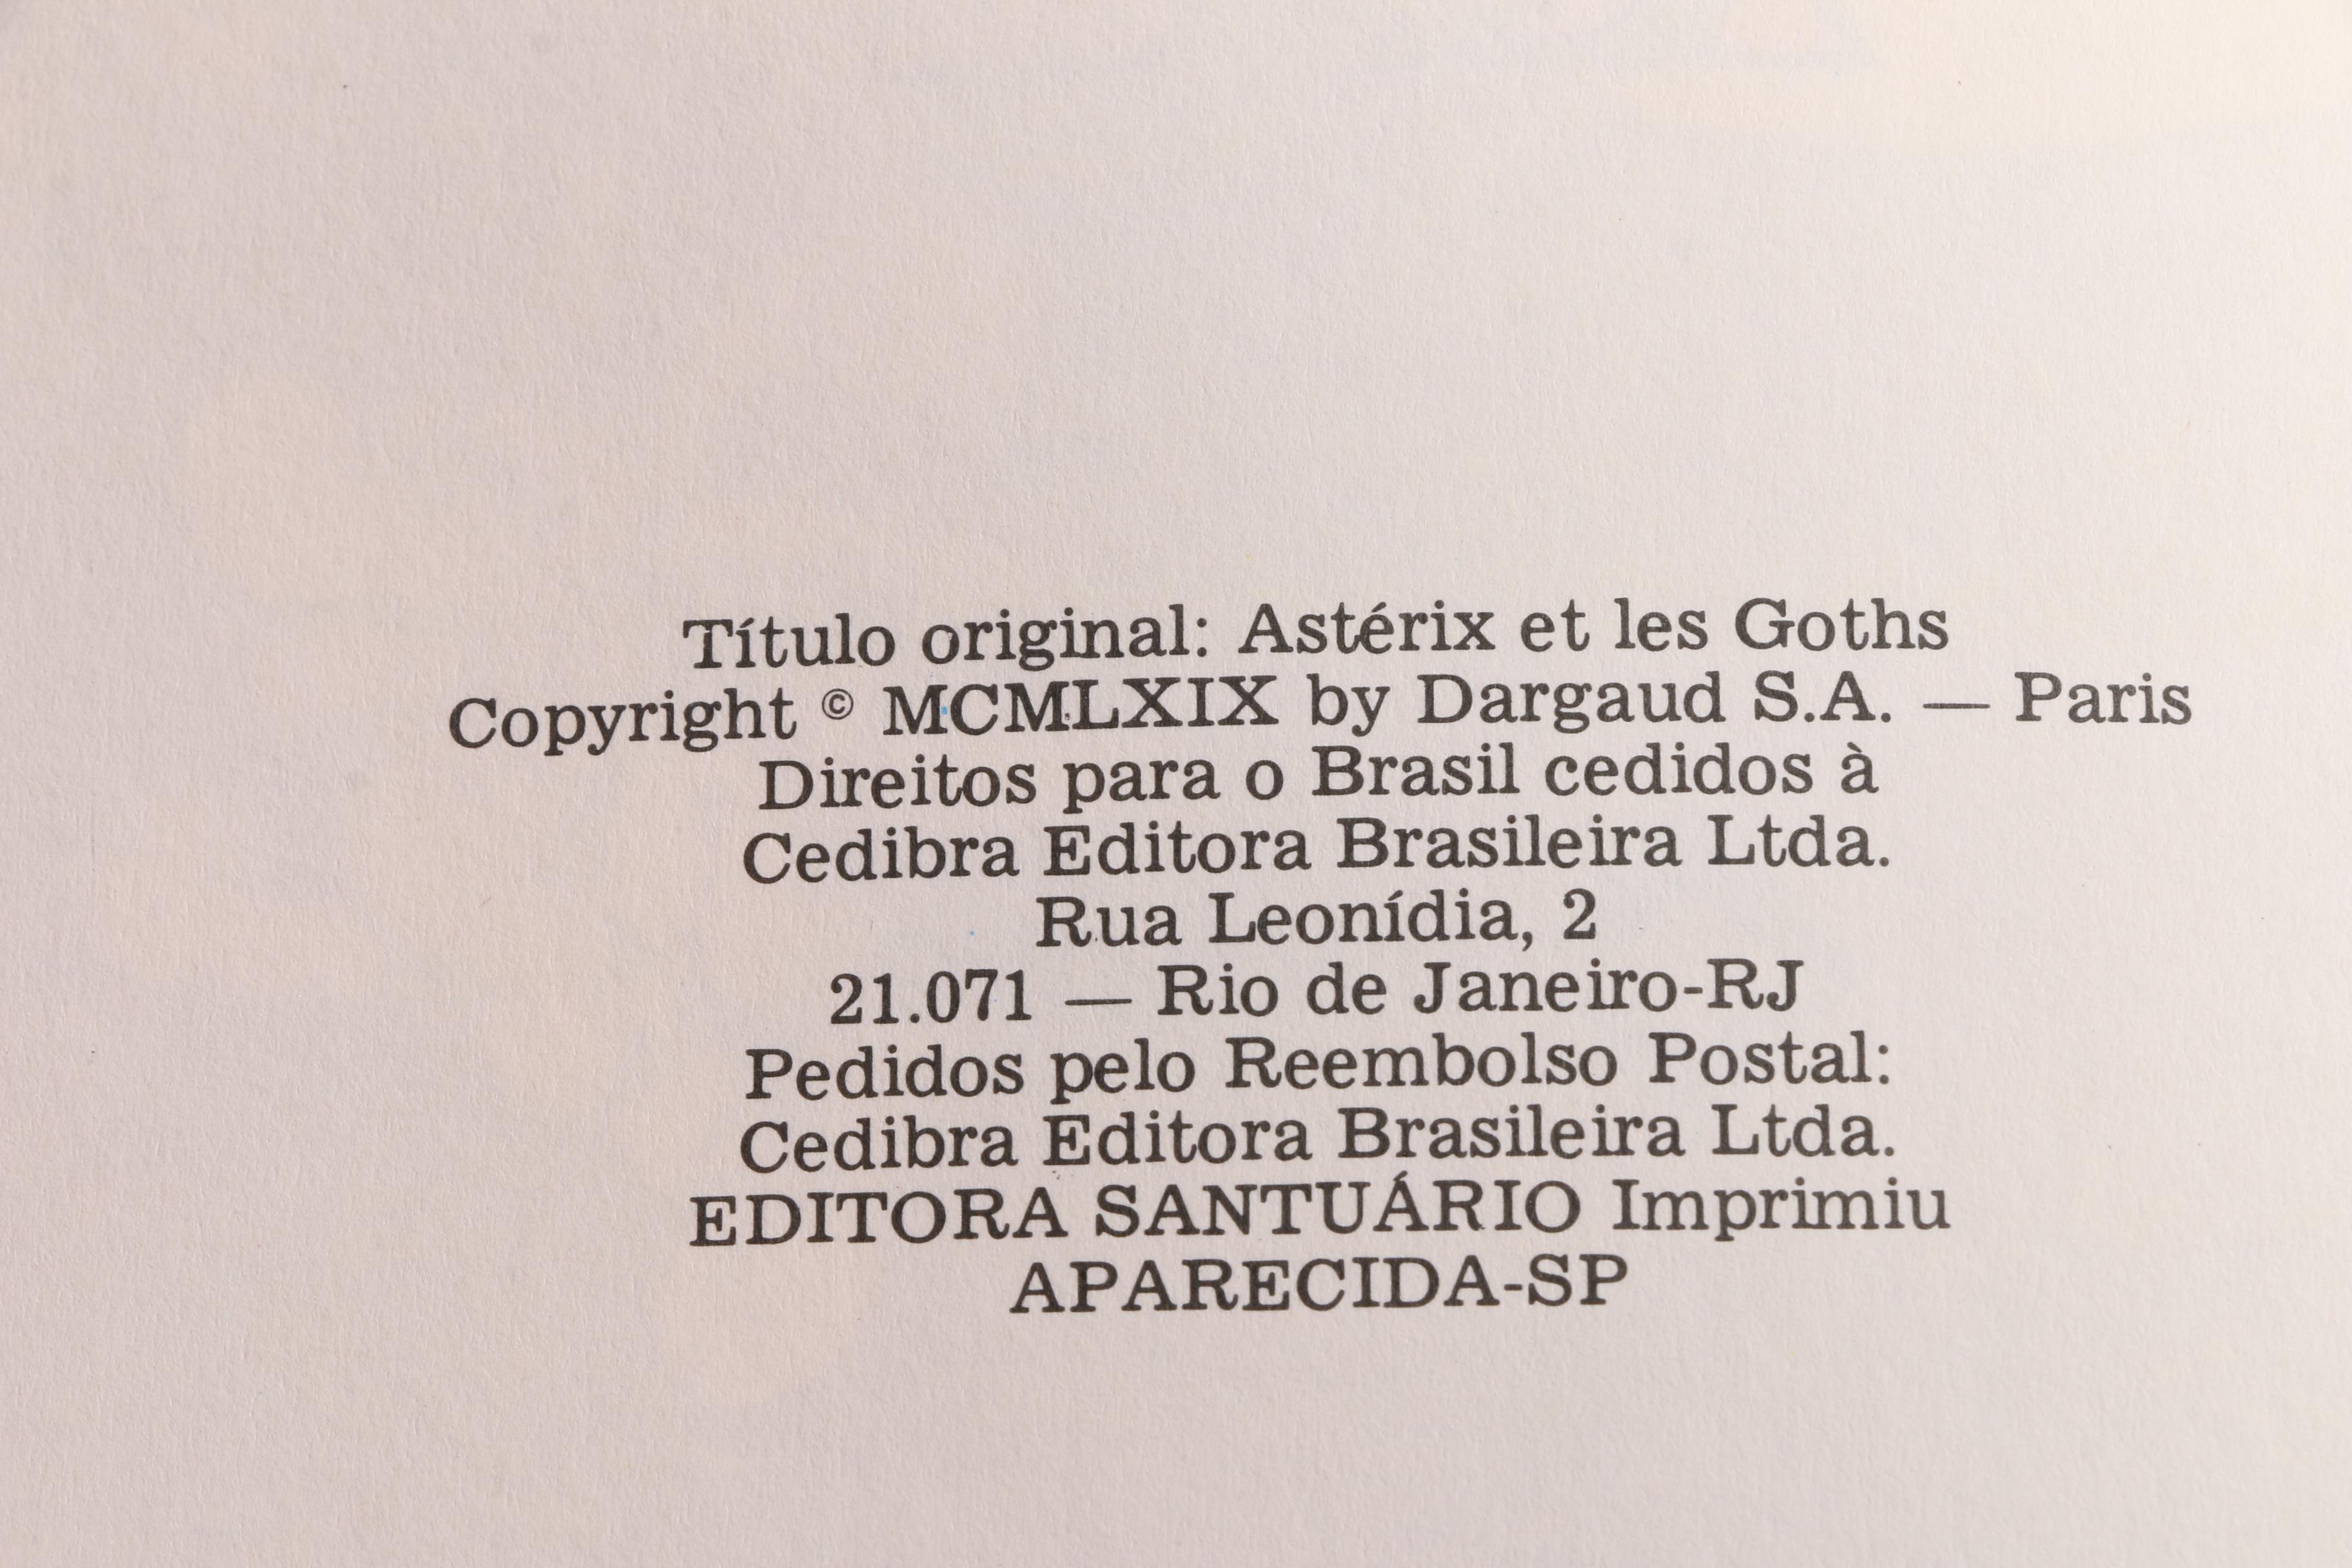 Título original: Astérix et les Goths
Copyright © MCMLXIX by Dargaud S.A. — Paris
Direitos para o Brasil cedidos à
Cedibra Editora Brasileira Ltda.
Rua Leonídia, 2
21.071 — Rio de Janeiro-RJ
Pedidos pelo Reembolso Postal:
Cedibra Editora Brasileira Ltda.
EDITORA SANTUÁRIO Imprimiu
APARECIDA-SP